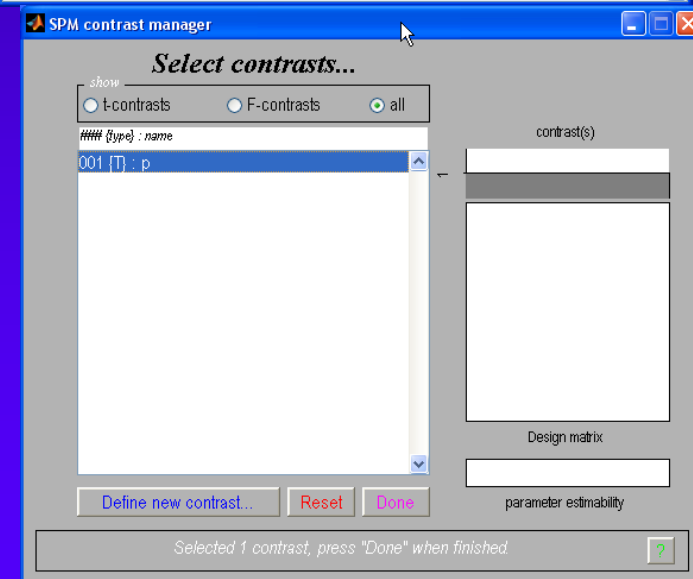 SPM contrast manager
Select contrasts...
show
t-contrasts F-contrasts all
### {type} : name
001 {T} : p
contrast(s)
1
Design matrix
parameter estimability
Define new contrast... Reset Done
Selected 1 contrast, press "Done" when finished.
?